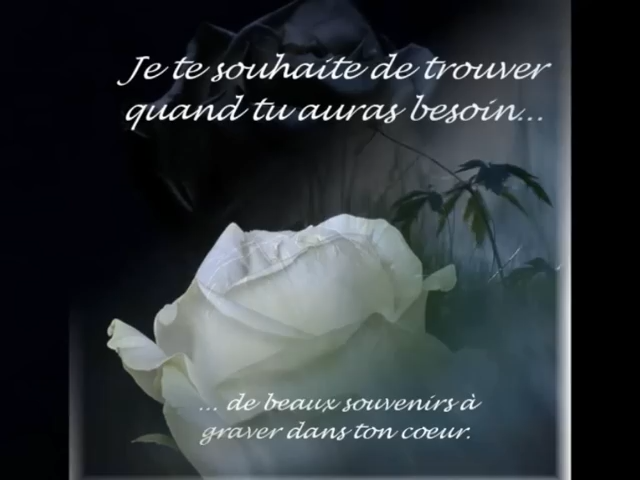 Je te souhaite de trouver
quand tu auras besoin...
... de beaux souvenirs à
graver dans ton coeur.